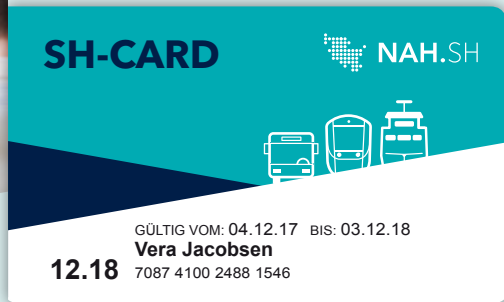 SH-CARD
NAH.SH
GÜLTIG VOM: 04.12.17 BIS: 03.12.18
Vera Jacobsen
12.18 7087 4100 2488 1546